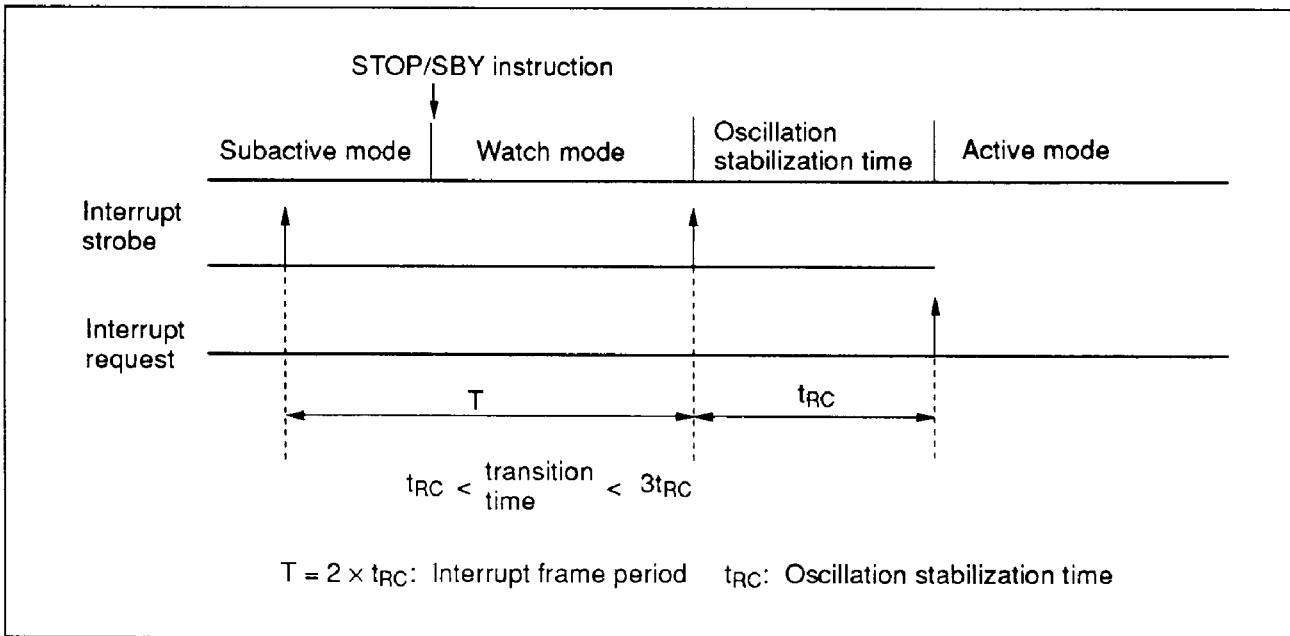 STOP/SBY instruction
Subactive mode
Watch mode
Oscillation
stabilization time
Active mode
Interrupt
strobe
Interrupt
request
T
tRC
tRC < transition time < 3tRC
T = 2 × tRC: Interrupt frame period tRC: Oscillation stabilization time